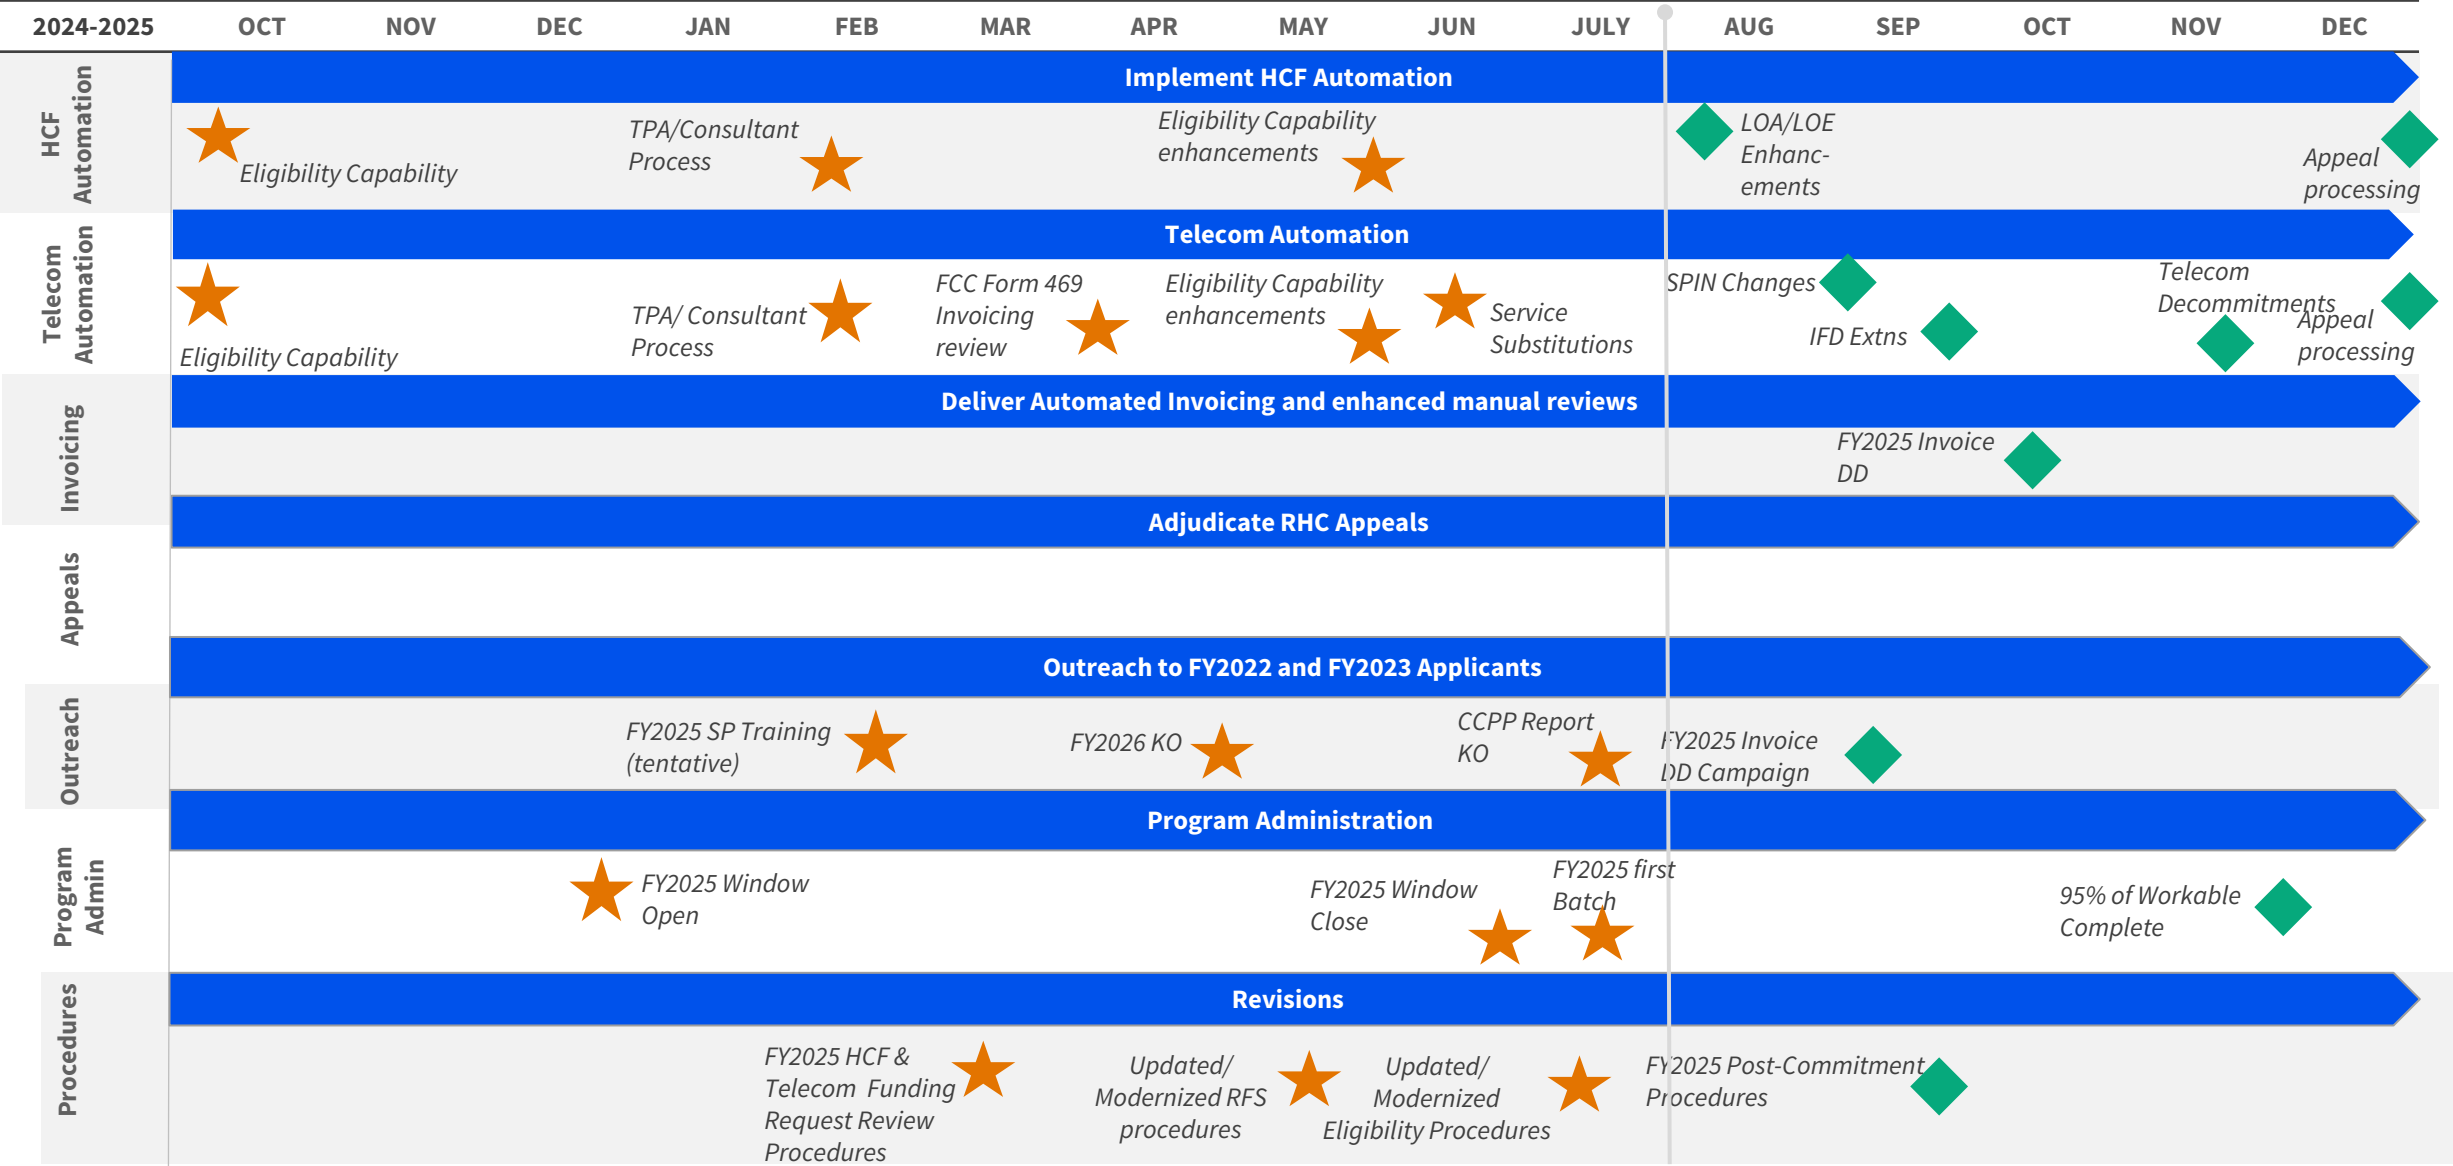 2024-2025 OCT NOV DEC JAN FEB MAR APR MAY JUN JULY AUG SEP OCT NOV DEC
HCF
Automation
Implement HCF Automation
Eligibility Capability
TPA/Consultant
Process
Eligibility Capability
enhancements
LOA/LOE
Enhanc-
ements
Appeal
processing
Telecom
Automation
Telecom Automation
Eligibility Capability
TPA/ Consultant
Process
FCC Form 469
Invoicing
review
Eligibility Capability
enhancements
Service
Substitutions
SPIN Changes
IFD Extns
Telecom
Decommitments
Appeal
processing
Invoicing
Deliver Automated Invoicing and enhanced manual reviews
FY2025 Invoice
DD
Appeals
Adjudicate RHC Appeals
Outreach
Outreach to FY2022 and FY2023 Applicants
FY2025 SP Training
(tentative)
FY2026 KO
CCPP Report
KO
FY2025 Invoice
DD Campaign
Program
Admin
Program Administration
FY2025 Window
Open
FY2025 Window
Close
FY2025 first
Batch
95% of Workable
Complete
Procedures
Revisions
FY2025 HCF &
Telecom Funding
Request Review
Procedures
Updated/
Modernized RFS
procedures
Updated/
Modernized
Eligibility Procedures
FY2025 Post-Commitment
Procedures